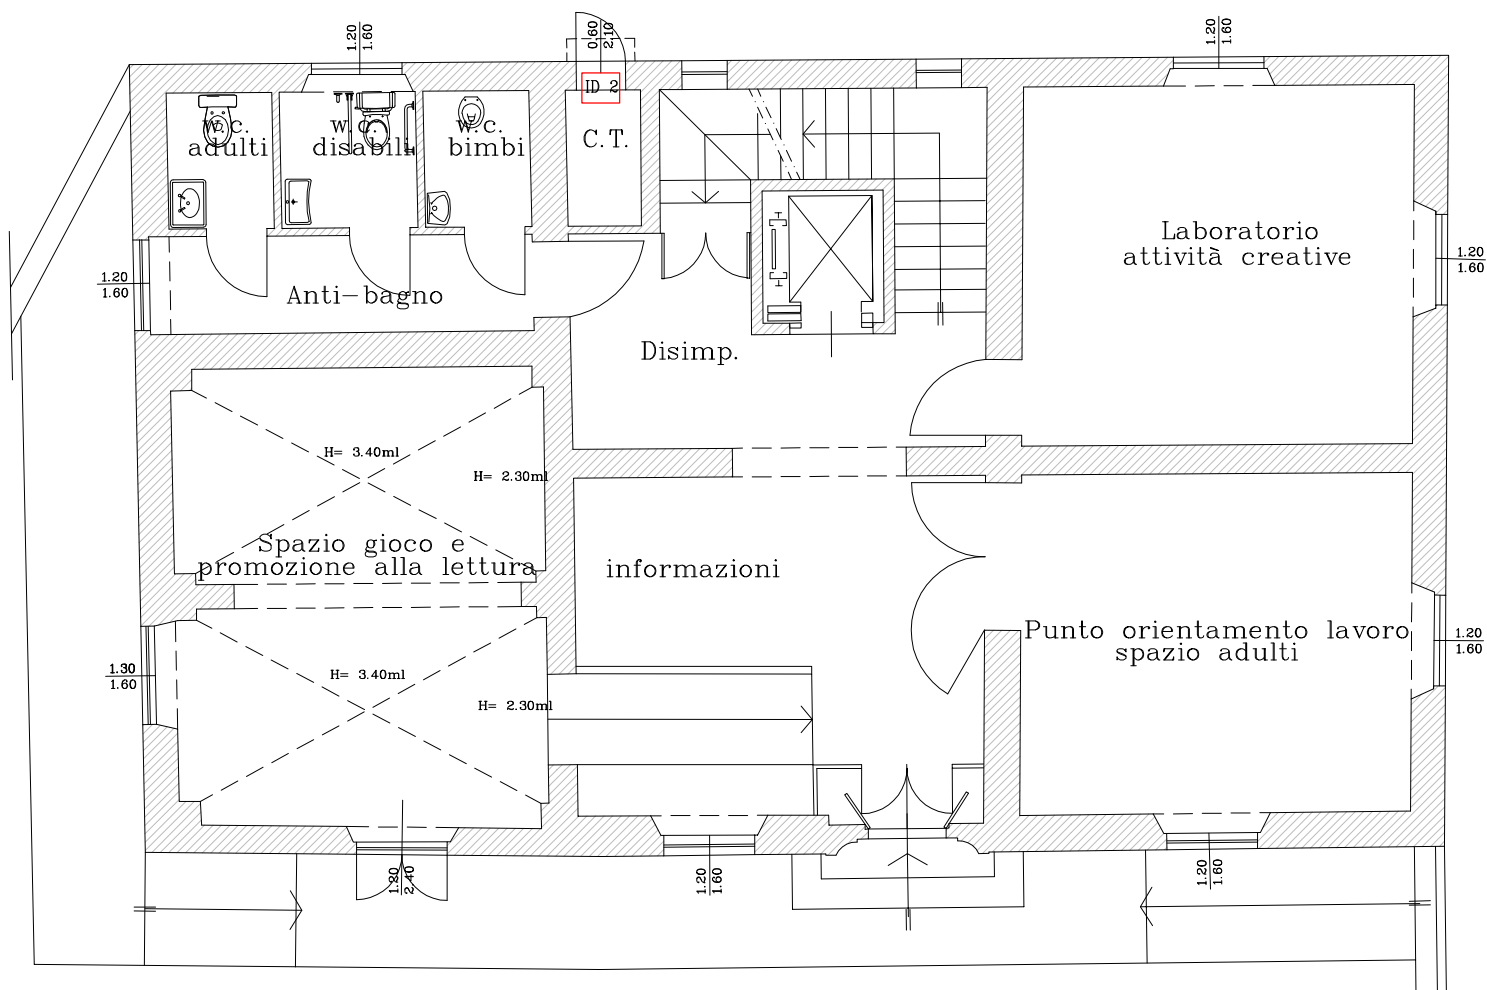 1.20
1.60
0.60
2.10
1.20
1.60
ID 2
w.c.
adulti
w.c.
disabili
w.c.
bimbi
C.T.
Laboratorio
attività creative
1.20
1.60
1.20
1.60
Anti-bagno
Disimp.
H= 3.40ml
H= 2.30ml
Spazio gioco e
promozione alla lettura
informazioni
Punto orientamento lavoro
spazio adulti
1.20
1.60
1.30
1.60
H= 3.40ml
H= 2.30ml
1.20
2.40
1.20
1.60
1.20
1.60